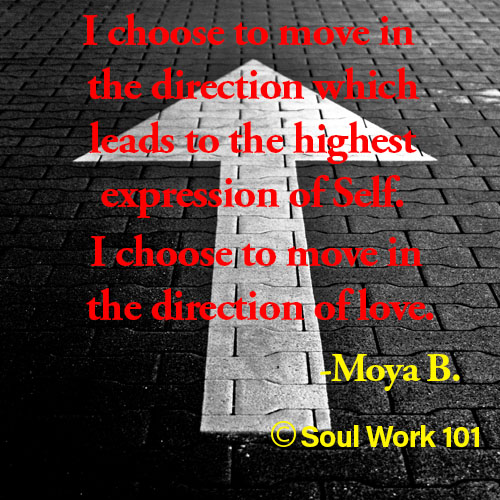 I choose to move in
the direction which
leads to the highest
expression of Self.
I choose to move in
the direction of love.
-Moya B.
© Soul Work 101